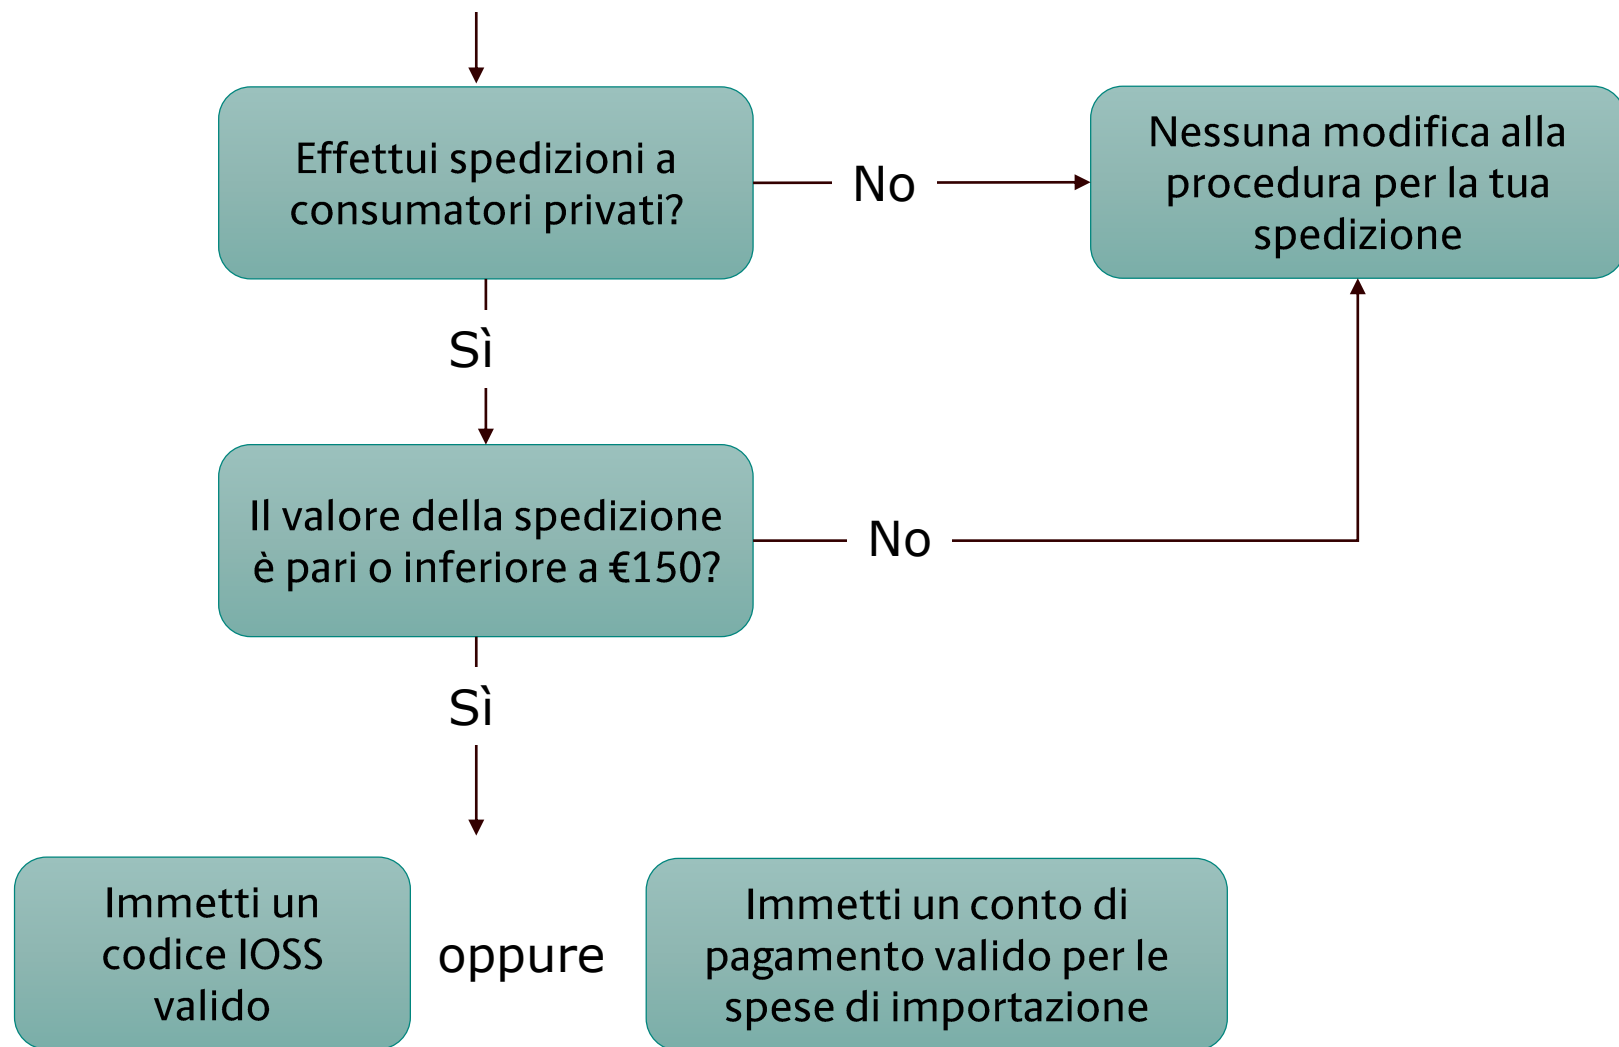 Effettui spedizioni a
consumatori privati?
No
Nessuna modifica alla
procedura per la tua
spedizione
Sì
Il valore della spedizione
è pari o inferiore a €150?
No
Sì
Immetti un
codice IOSS
valido
oppure
Immetti un conto di
pagamento valido per le
spese di importazione